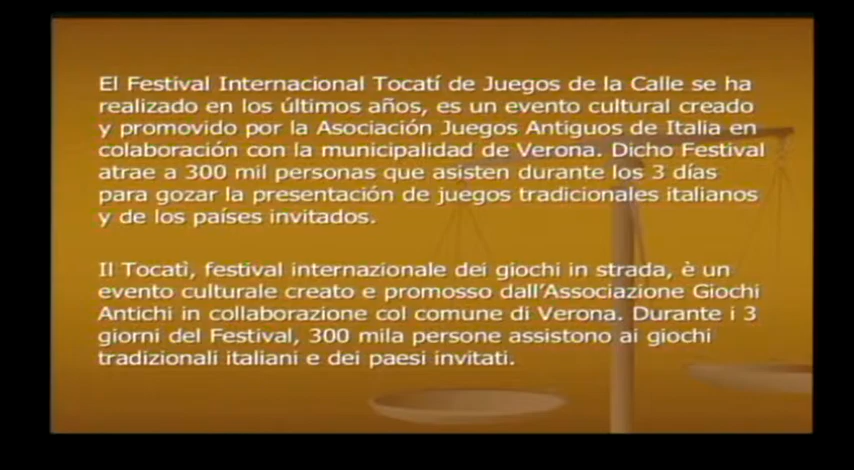 El Festival Internacional Tocatí de Juegos de la Calle se ha
realizado en los últimos años, es un evento cultural creado
y promovido por la Asociación Juegos Antiguos de Italia en
colaboración con la municipalidad de Verona. Dicho Festival
atrae a 300 mil personas que asisten durante los 3 días
para gozar la presentación de juegos tradicionales italianos
y de los países invitados.
Il Tocatì, festival internazionale dei giochi in strada, è un
evento culturale creato e promosso dall'Associazione Giochi
Antichi in collaborazione col comune di Verona. Durante i 3
giorni del Festival, 300 mila persone assistono ai giochi
tradizionali italiani e dei paesi invitati.